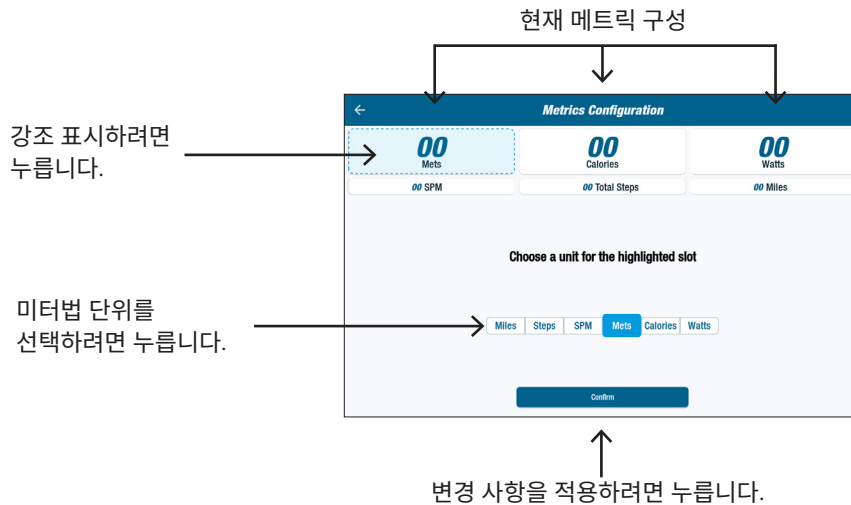 현재 메트릭 구성
Metrics Configuration
강조 표시하려면
누릅니다.
00 00 00
Mets Calories Watts
00 SPM 00 Total Steps 00 Miles
Choose a unit for the highlighted slot
미터법 단위를
선택하려면 누릅니다.
Miles Steps SPM Mets Calories Watts
Confirm
변경 사항을 적용하려면 누릅니다.